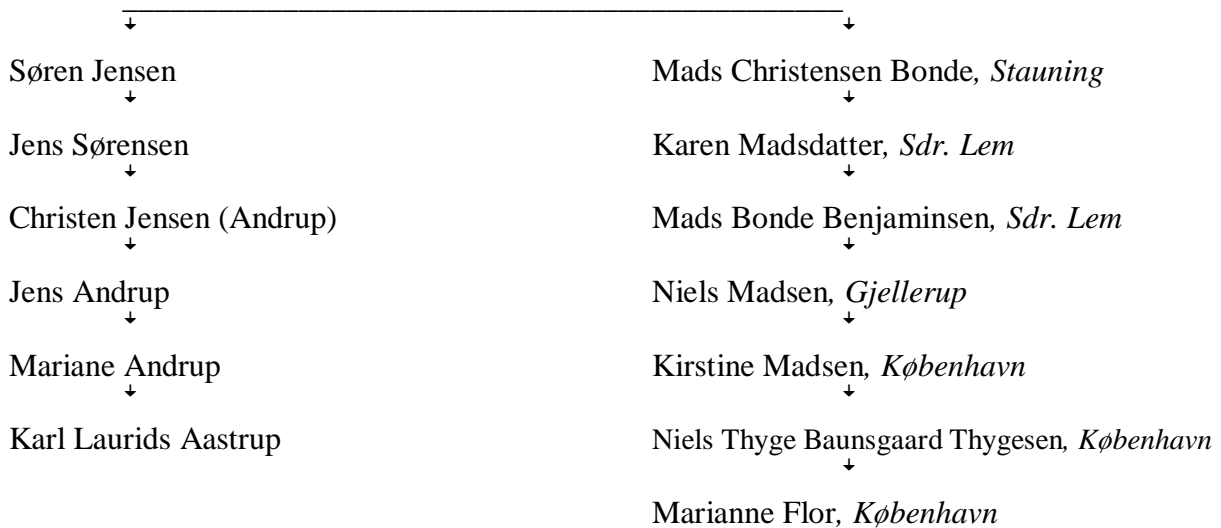 Søren Jensen
Mads Christensen Bonde, Stauning
Jens Sørensen
Karen Madsdatter, Sdr. Lem
Christen Jensen (Andrup)
Mads Bonde Benjaminsen, Sdr. Lem
Jens Andrup
Niels Madsen, Gjellerup
Mariane Andrup
Kirstine Madsen, København
Karl Laurids Aastrup
Niels Thyge Baunsgaard Thygesen, København
Marianne Flor, København